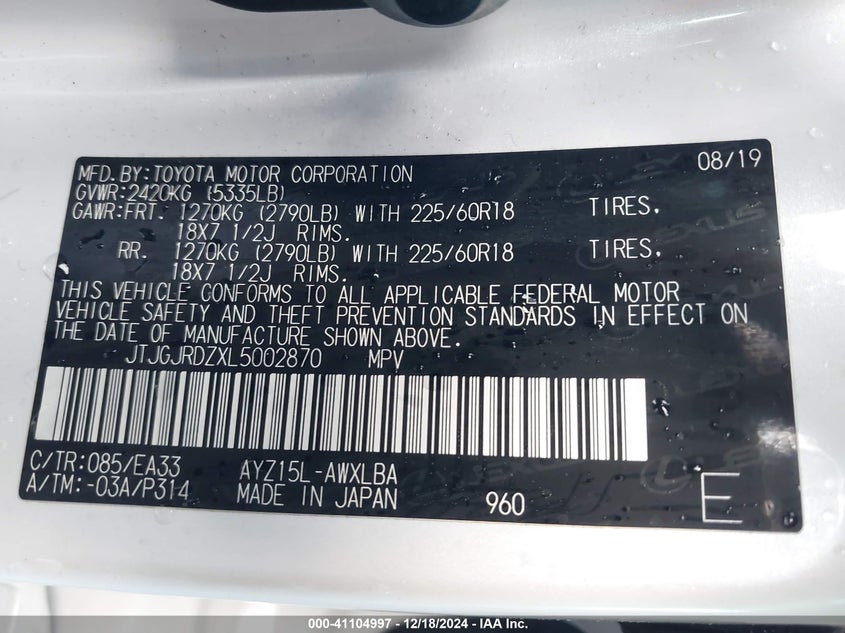 MFD. BY: TOYOTA MOTOR CORPORATION 08/19
GVWR: 2420KG (5335LB)
GAWR: FRT. 1270KG (2790LB) WITH 225/60R18 TIRES.
18X7 1/2J RIMS.
RR. 1270KG (2790LB) WITH 225/60R18 TIRES.
18X7 1/2J RIMS.
THIS VEHICLE CONFORMS TO ALL APPLICABLE FEDERAL MOTOR
VEHICLE SAFETY AND THEFT PREVENTION STANDARDS IN EFFECT ON
THE DATE OF MANUFACTURE SHOWN ABOVE.
JTJGJRDZXL5002870 MPV
C/TR: 085/EA33 AYZ15L-AWXLBA
A/TM: -03A/P314 MADE IN JAPAN 960 E
000-41104997 - 12/18/2024 - IAA Inc.